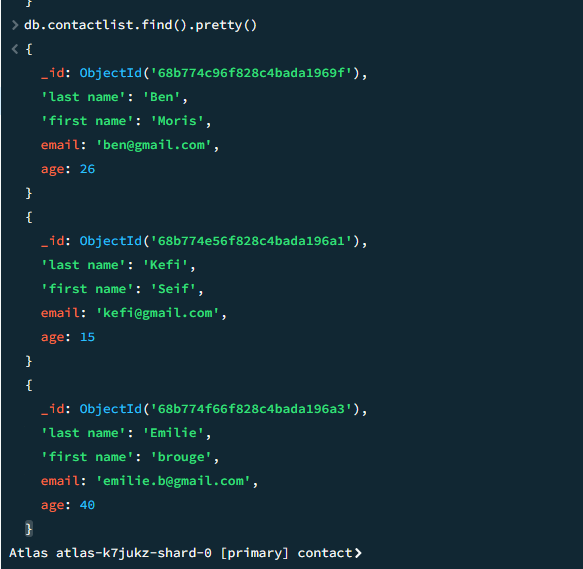 }
> db.contactlist.find().pretty()
< {
_id: ObjectId('68b774c96f828c4bada1969f'),
'last name': 'Ben',
'first name': 'Moris',
email: 'ben@gmail.com',
age: 26
}
{
_id: ObjectId('68b774e56f828c4bada196a1'),
'last name': 'Kefi',
'first name': 'Seif',
email: 'kefi@gmail.com',
age: 15
}
{
_id: ObjectId('68b774f66f828c4bada196a3'),
'last name': 'Emilie',
'first name': 'brouge',
email: 'emilie.b@gmail.com',
age: 40
}
Atlas atlas-k7jukz-shard-0 [primary] contact>